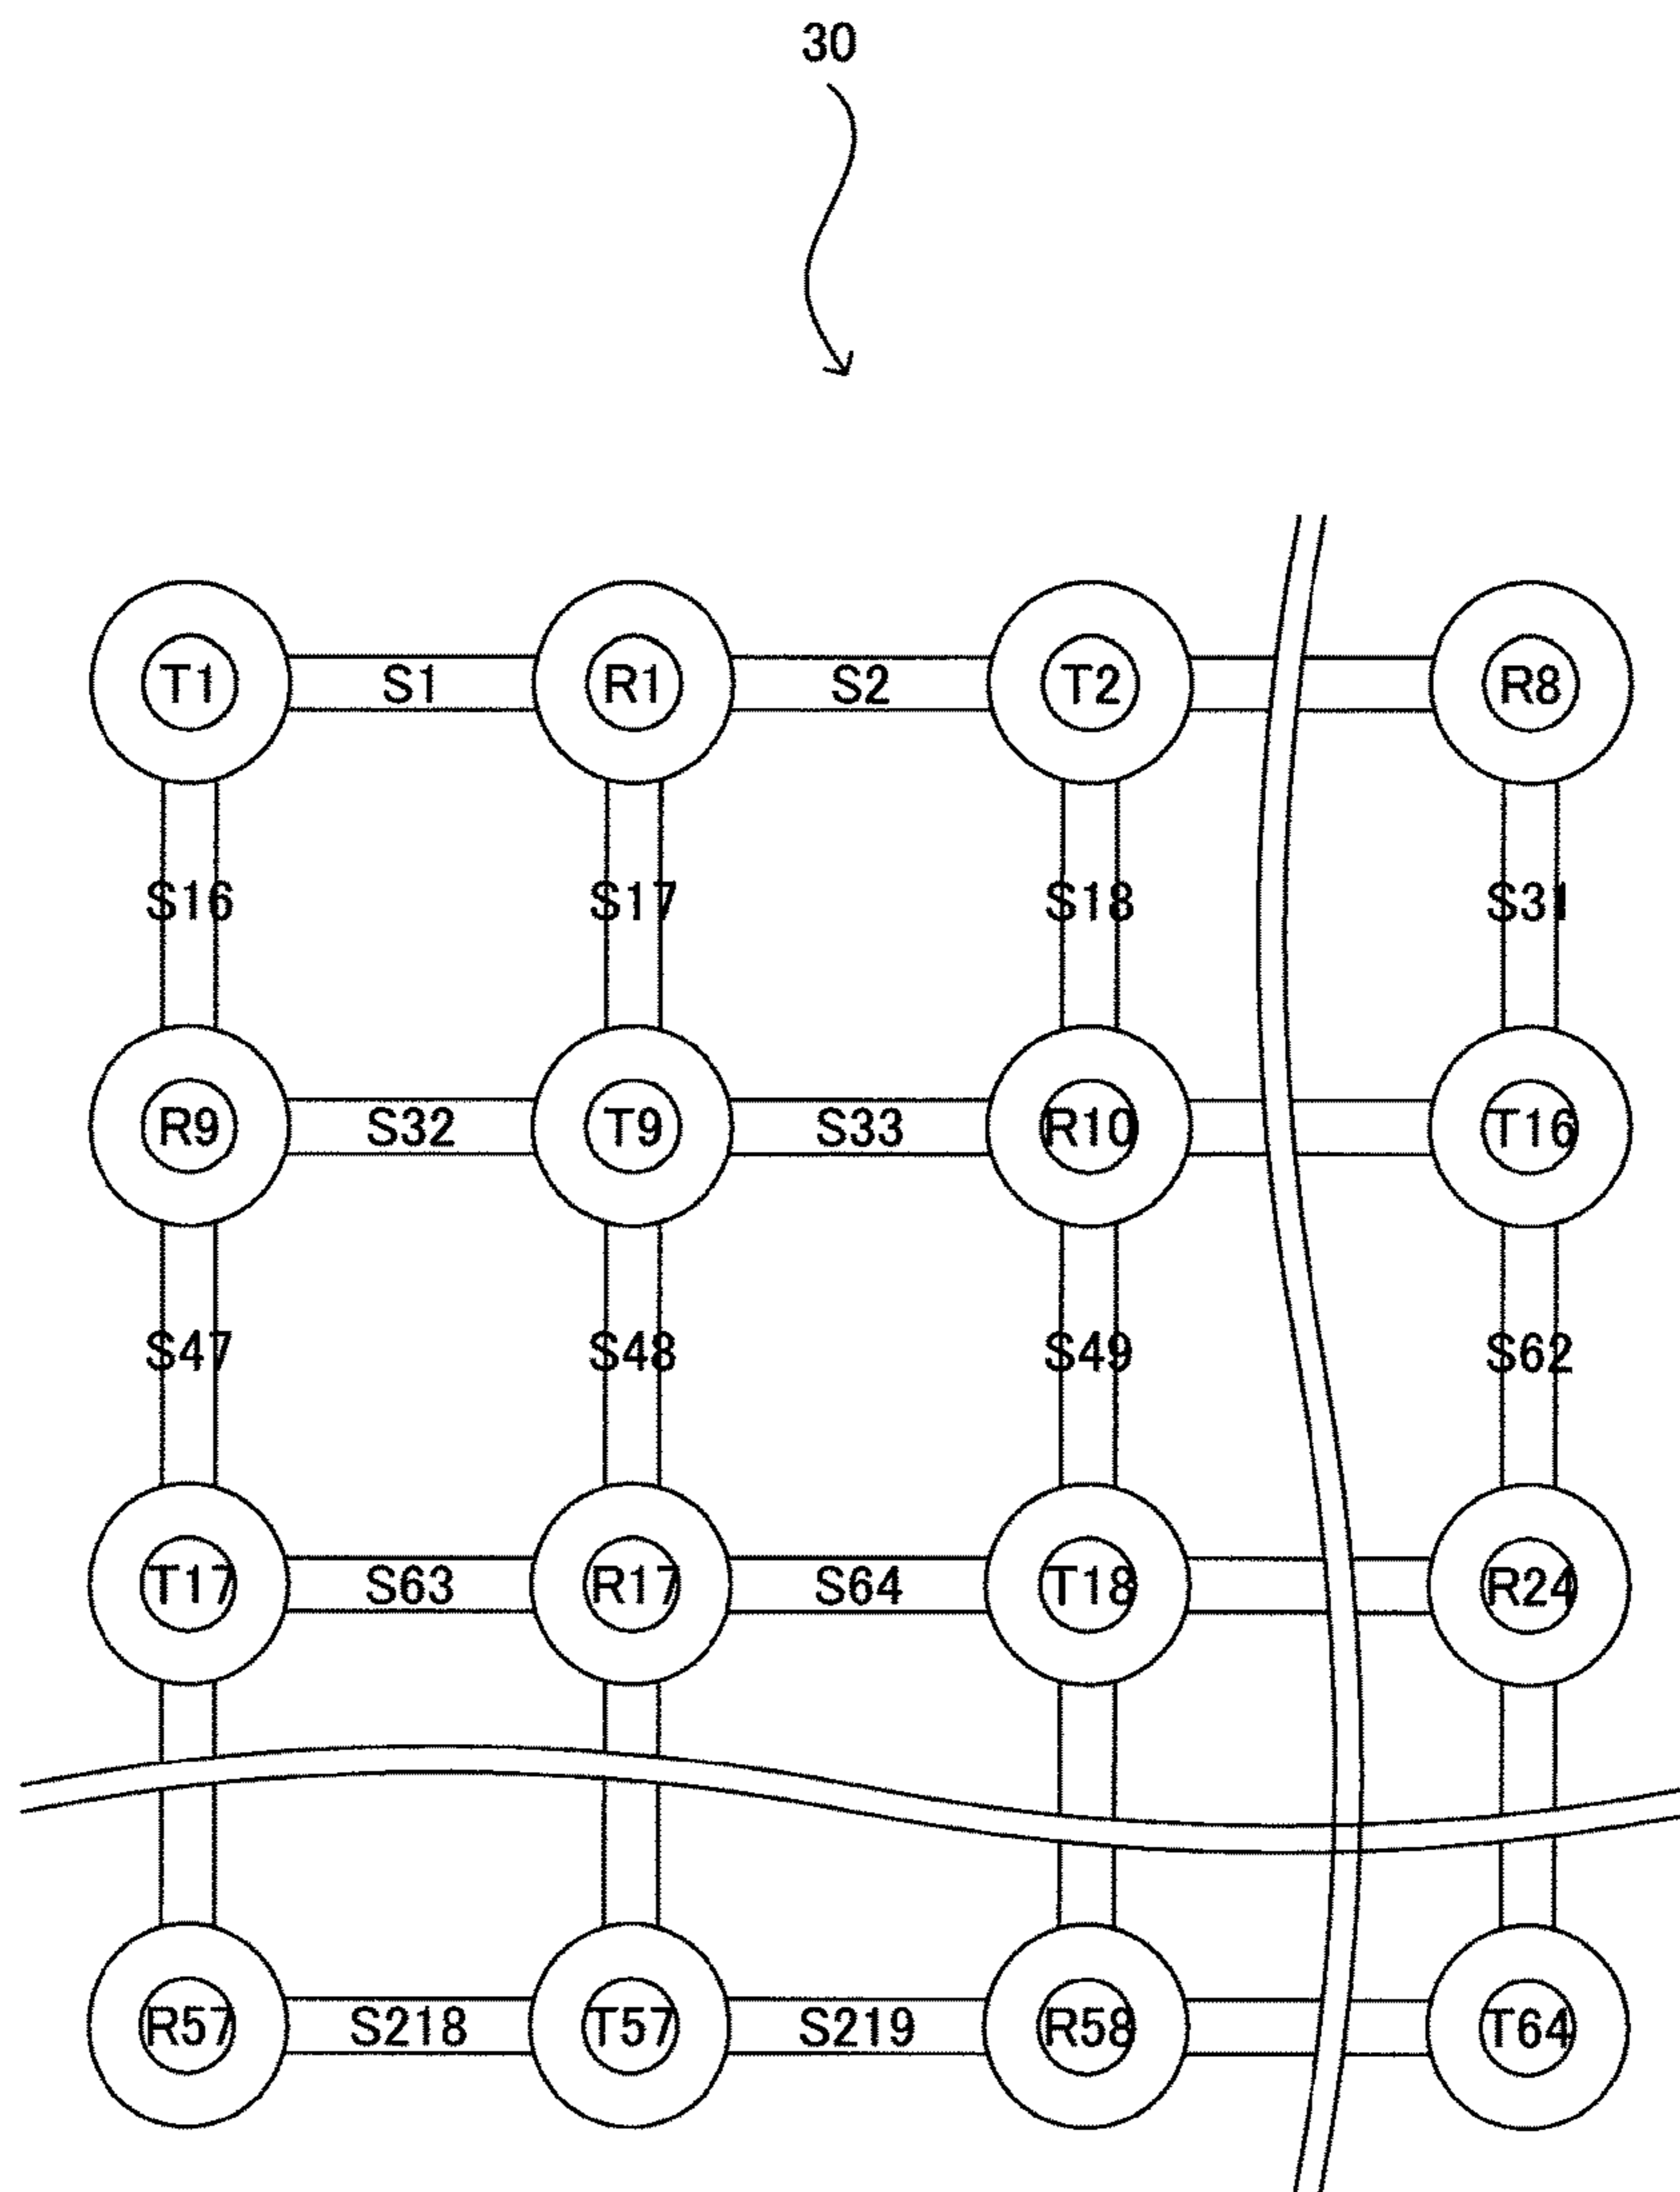 30
T1 S1 R1 S2 T2 R8
S16 S17 S18 S31
R9 S32 T9 S33 R10 T16
S47 S48 S49 S62
T17 S63 R17 S64 T18 R24
R57 S218 T57 S219 R58 T64